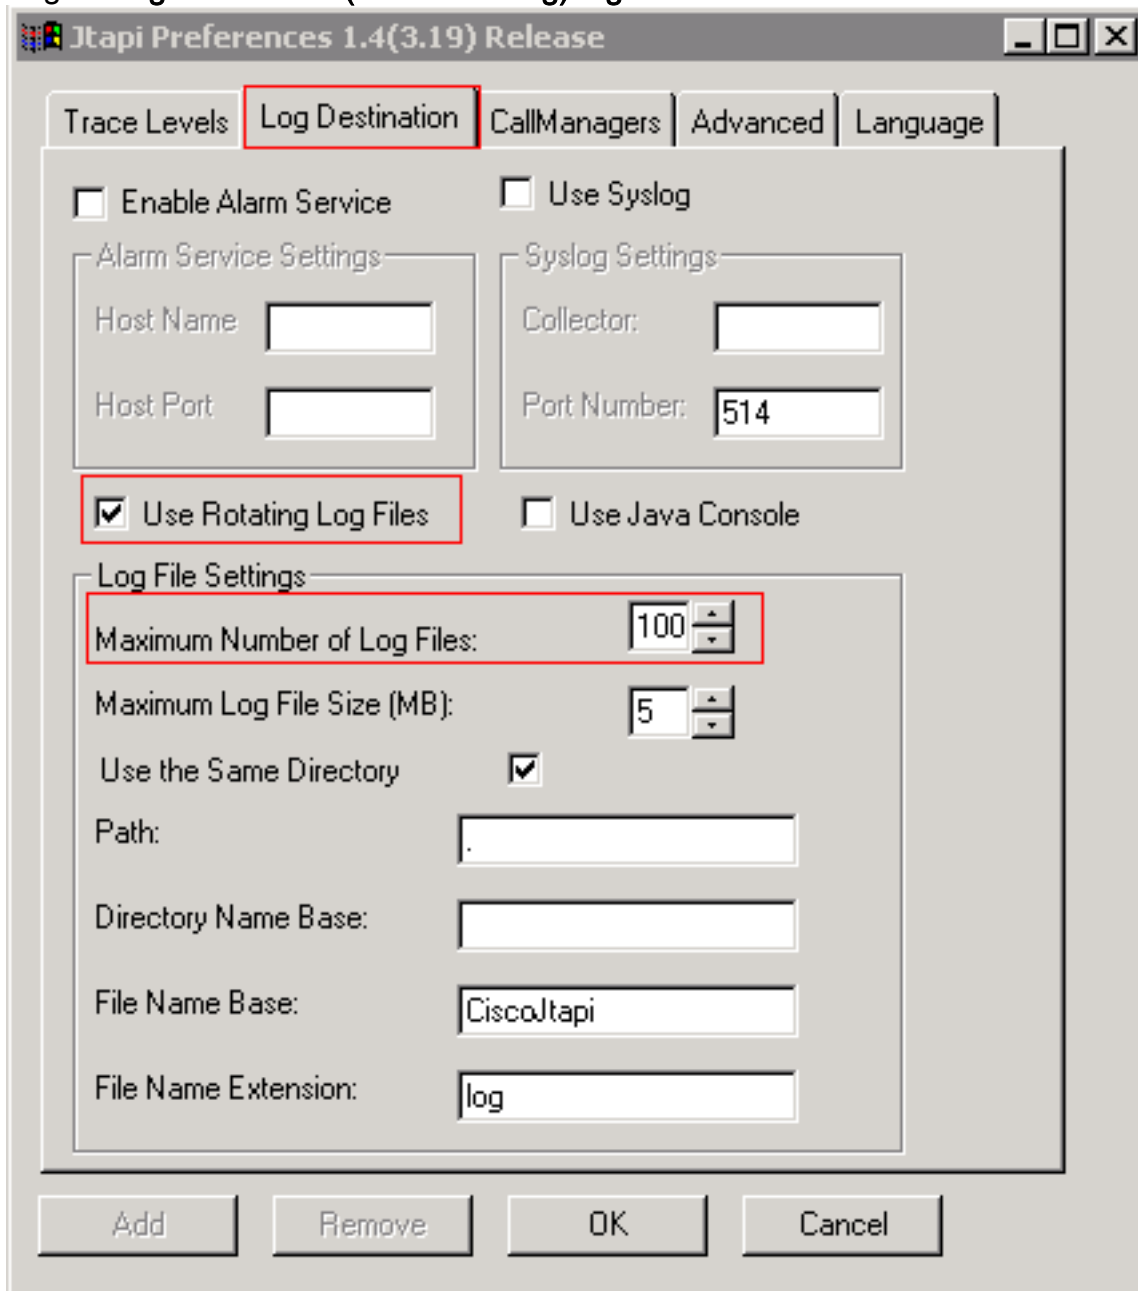 Jtapi Preferences 1.4(3.19) Release
Trace Levels Log Destination CallManagers Advanced Language
Enable Alarm Service Use Syslog
Alarm Service Settings Syslog Settings
Host Name Collector:
Host Port Port Number: 514
Use Rotating Log Files Use Java Console
Log File Settings
Maximum Number of Log Files: 100
Maximum Log File Size (MB): 5
Use the Same Directory
Path: .
Directory Name Base:
File Name Base: CiscoJtapi
File Name Extension: log
Add Remove OK Cancel